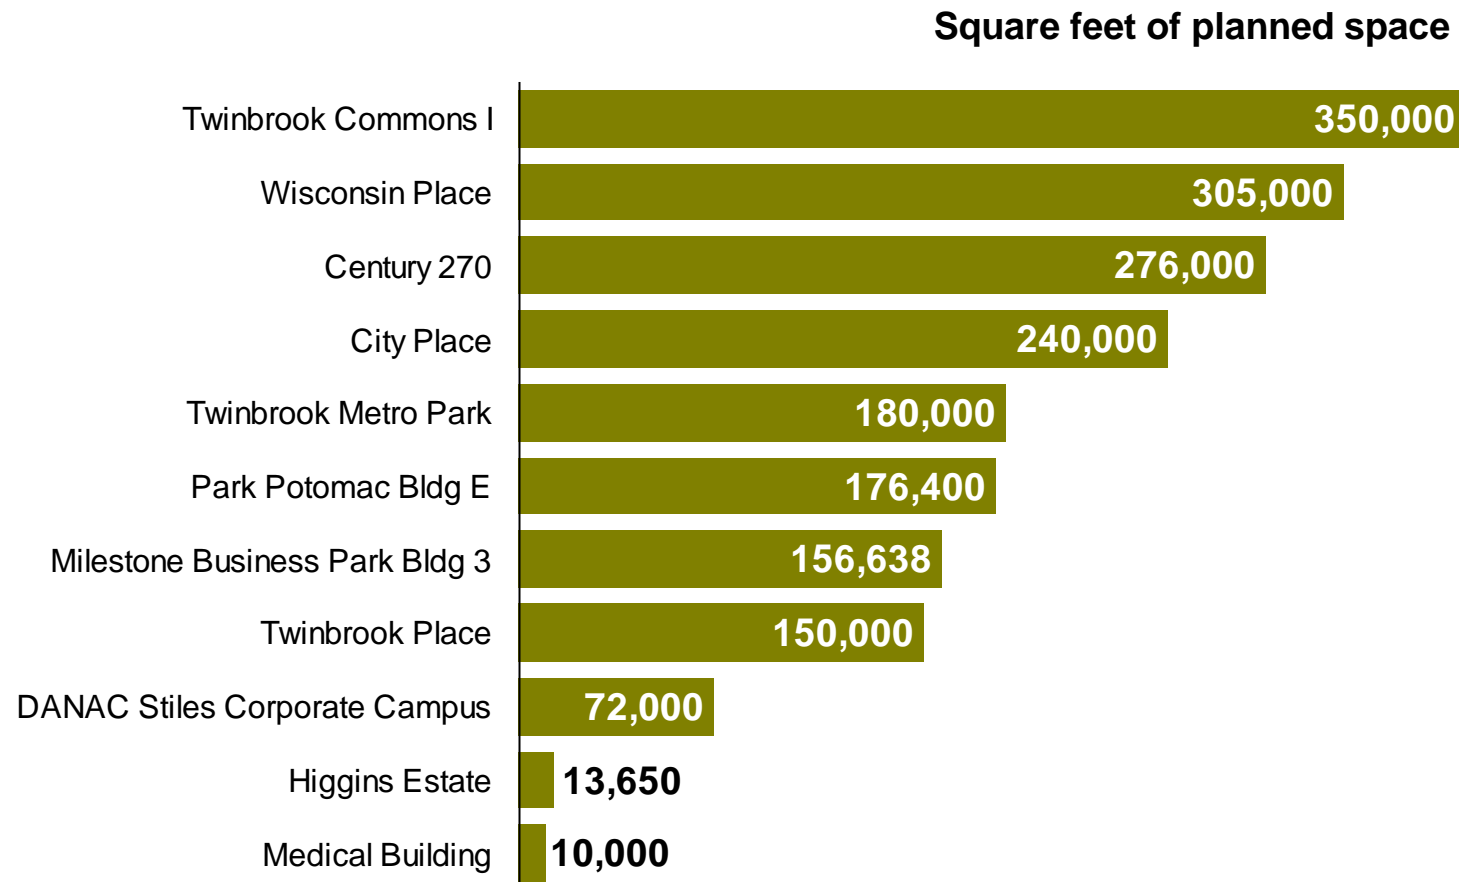 Square feet of planned space
Twinbrook Commons I 350,000
Wisconsin Place 305,000
Century 270 276,000
City Place 240,000
Twinbrook Metro Park 180,000
Park Potomac Bldg E 176,400
Milestone Business Park Bldg 3 156,638
Twinbrook Place 150,000
DANAC Stiles Corporate Campus 72,000
Higgins Estate 13,650
Medical Building 10,000